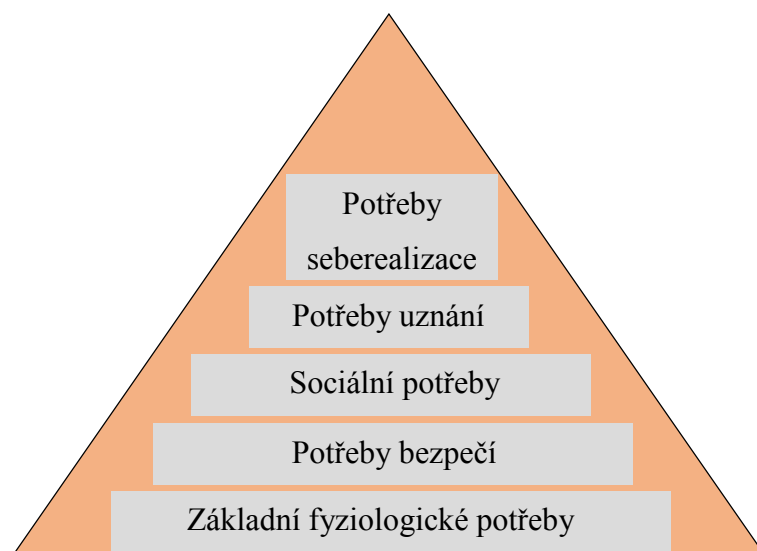 Potřeby
seberealizace
Potřeby uznání
Sociální potřeby
Potřeby bezpečí
Základní fyziologické potřeby